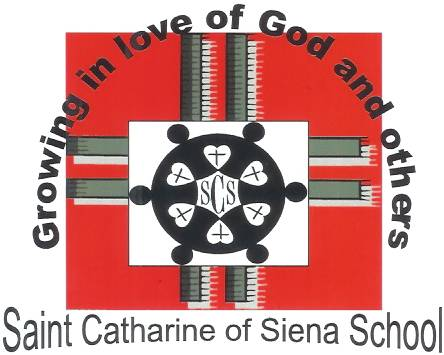 Growing in love of God and others
SCS
Saint Catharine of Siena School